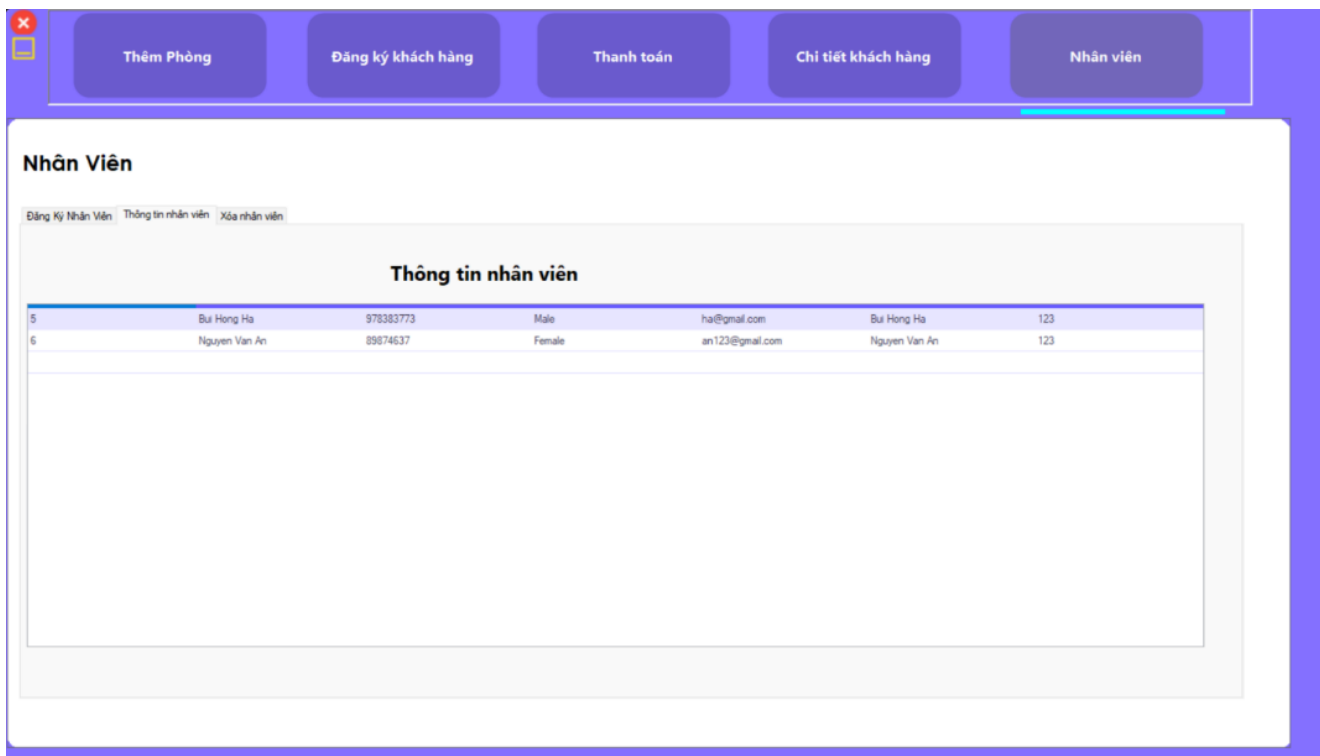 Thêm Phòng Đăng ký khách hàng Thanh toán Chi tiết khách hàng Nhân viên
Nhân Viên
Đăng Ký Nhân Viên Thông tin nhân viên Xóa nhân viên
Thông tin nhân viên
5 Bui Hong Ha 978383773 Male ha@gmail.com Bui Hong Ha 123
6 Nguyen Van An 89874637 Female an123@gmail.com Nguyen Van An 123